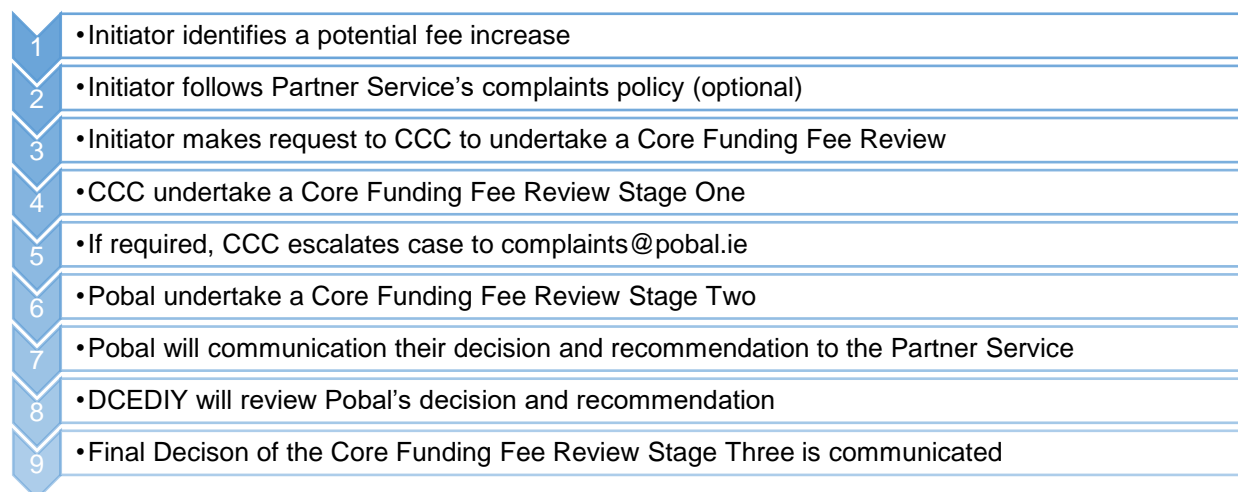 1 •Initiator identifies a potential fee increase
2 •Initiator follows Partner Service's complaints policy (optional)
3 •Initiator makes request to CCC to undertake a Core Funding Fee Review
4 •CCC undertake a Core Funding Fee Review Stage One
5 •If required, CCC escalates case to complaints@pobal.ie
6 •Pobal undertake a Core Funding Fee Review Stage Two
7 •Pobal will communication their decision and recommendation to the Partner Service
8 •DCEDIY will review Pobal's decision and recommendation
9 •Final Decison of the Core Funding Fee Review Stage Three is communicated